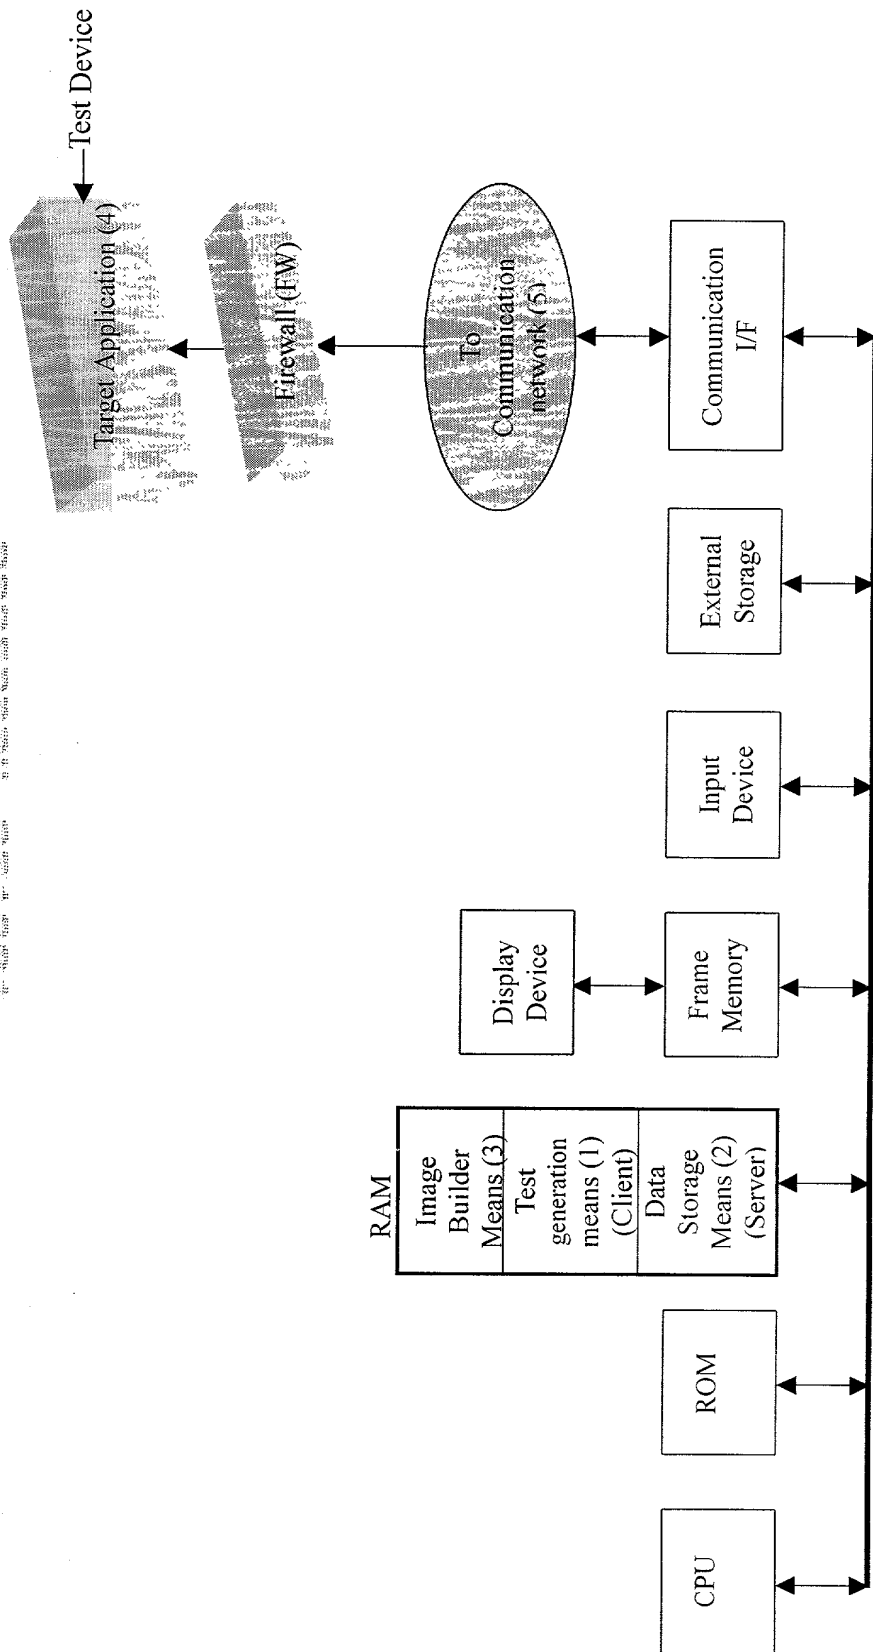 Test Device
Target Application (4)
Firewall (FW)
To
Communication
network (5)
Communication
I/F
External
Storage
Input
Device
Display
Device
Frame
Memory
RAM
Image
Builder
Means (3)
Test
generation
means (1)
(Client)
Data
Storage
Means (2)
(Server)
ROM
CPU